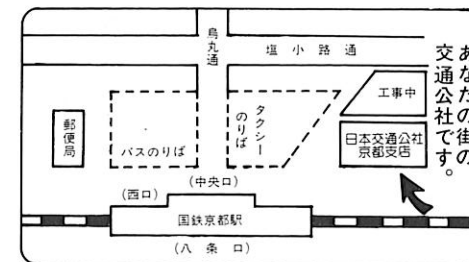 あなたの街の
交通公社です。
烏丸通
塩小路通
工事中
郵便局
バスのりば
タクシー
のりば
日本交通公社
京都支店
(中央口)
(西口)
国鉄京都駅
(八条口)